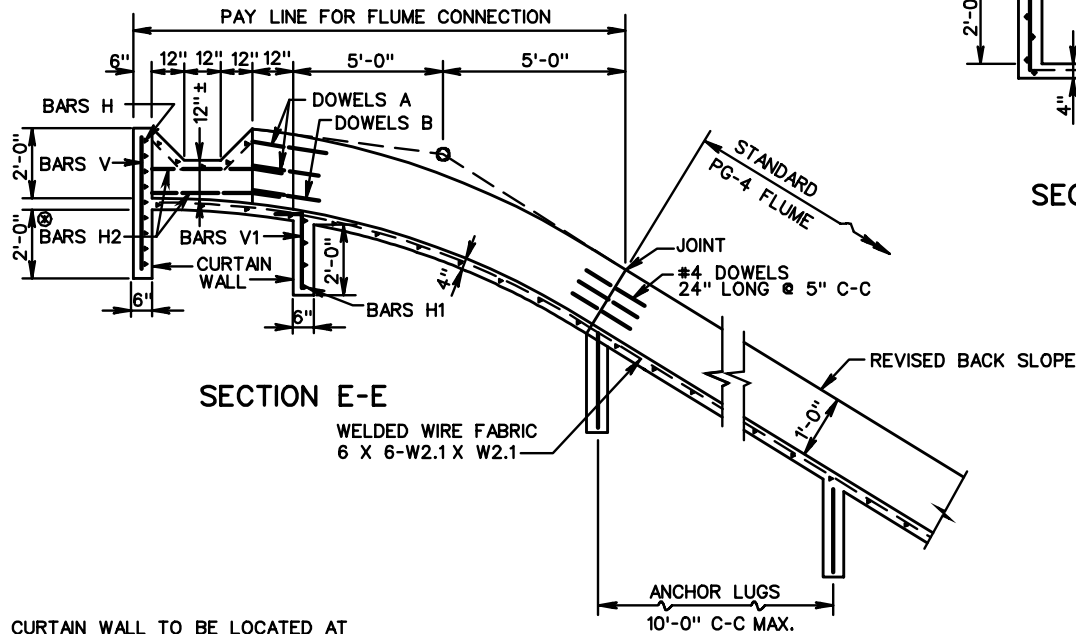 PAY LINE FOR FLUME CONNECTION
6" 12" 12" 12" 12" 5'-0" 5'-0"
12" ±
BARS H
DOWELS A
DOWELS B
2'-0"
BARS V
2'-0" ⊗
BARS H2
BARS V1
CURTAIN
WALL
2'-0"
4"
6"
6"
BARS H1
STANDARD
PG-4 FLUME
JOINT
#4 DOWELS
24" LONG @ 5" C-C
REVISED BACK SLOPE
1'-0"
SECTION E-E
WELDED WIRE FABRIC
6 X 6-W2.1 X W2.1
ANCHOR LUGS
10'-0" C-C MAX.
CURTAIN WALL TO BE LOCATED AT
2'-0"
4"
SEC